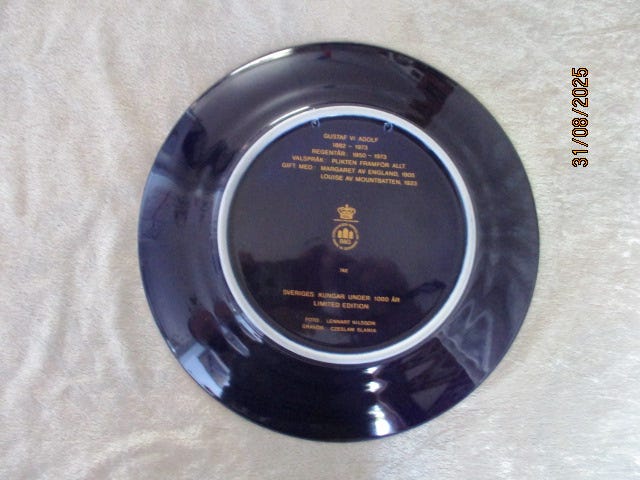 GUSTAF VI ADOLF
1882 - 1973
REGENTÅR: 1950 - 1973
VALSPRÅK: PLIKTEN FRAMFÖR ALLT
GIFT MED: MARGARET AV ENGLAND, 1905
LOUISE AV MOUNTBATTEN, 1923
SVERIGES KUNGAR UNDER 1000 ÅR
LIMITED EDITION
FOTO: LENNART NILSSON
GRAVÖR: CZESLAW SLANIA
31/08/2025